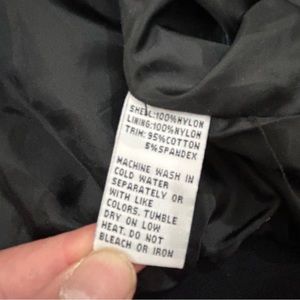 SHELL:100%NYLON
LINING:100%NYLON
TRIM: 95%COTTON
5%SPANDEX
MACHINE WASH IN
COLD WATER
SEPARATELY OR
WITH LIKE
COLORS. TUMBLE
DRY ON LOW
HEAT. DO NOT
BLEACH OR IRON